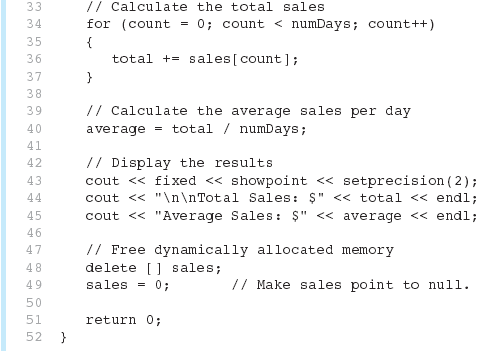 33 // Calculate the total sales
34 for (count = 0; count < numDays; count++)
35 {
36 total += sales[count];
37 }
38
39 // Calculate the average sales per day
40 average = total / numDays;
41
42 // Display the results
43 cout << fixed << showpoint << setprecision(2);
44 cout << "\n\nTotal Sales: $" << total << endl;
45 cout << "Average Sales: $" << average << endl;
46
47 // Free dynamically allocated memory
48 delete [] sales;
49 sales = 0; // Make sales point to null.
50
51 return 0;
52 }